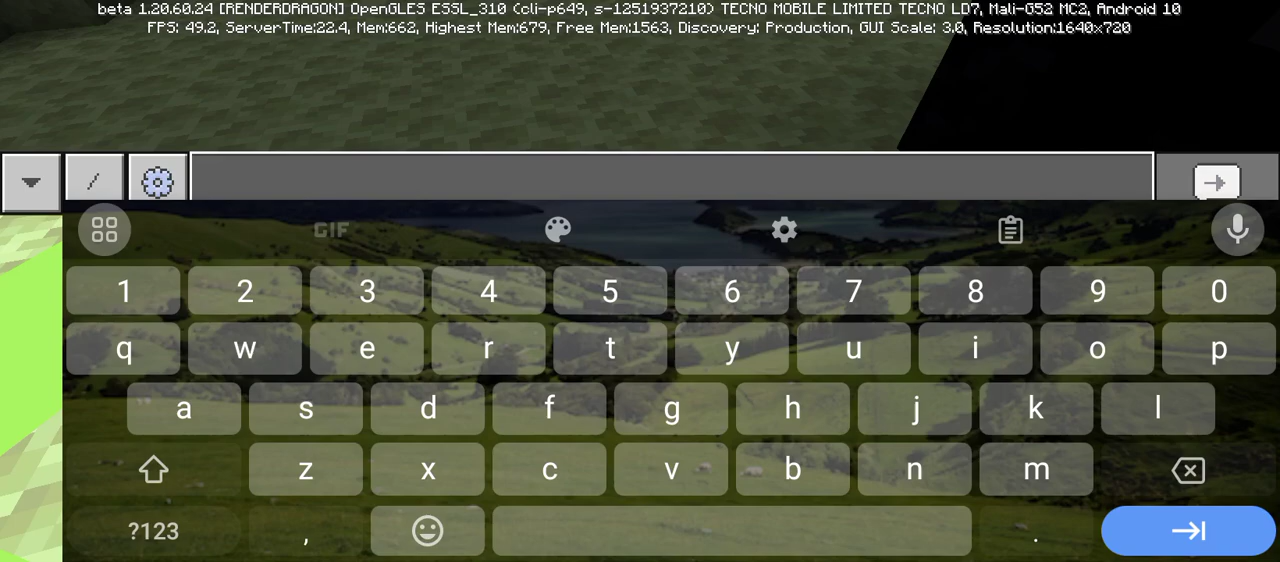 beta 1.20.60.24 [RENDERDRAGON] OpenGLES ESSL_310 (cli-p649, s-1251937210) TECNO MOBILE LIMITED TECNO LD7, Mali-G52 MC2, Android 10
FPS: 49.2, ServerTime:22.4, Mem:662, Highest Mem:679, Free Mem:1563, Discovery: Production, GUI Scale: 3.0, Resolution:1640x720
/
GIF
1 2 3 4 5 6 7 8 9 0
q w e r t y u i o p
a s d f g h j k l
z x c v b n m
?123 , .